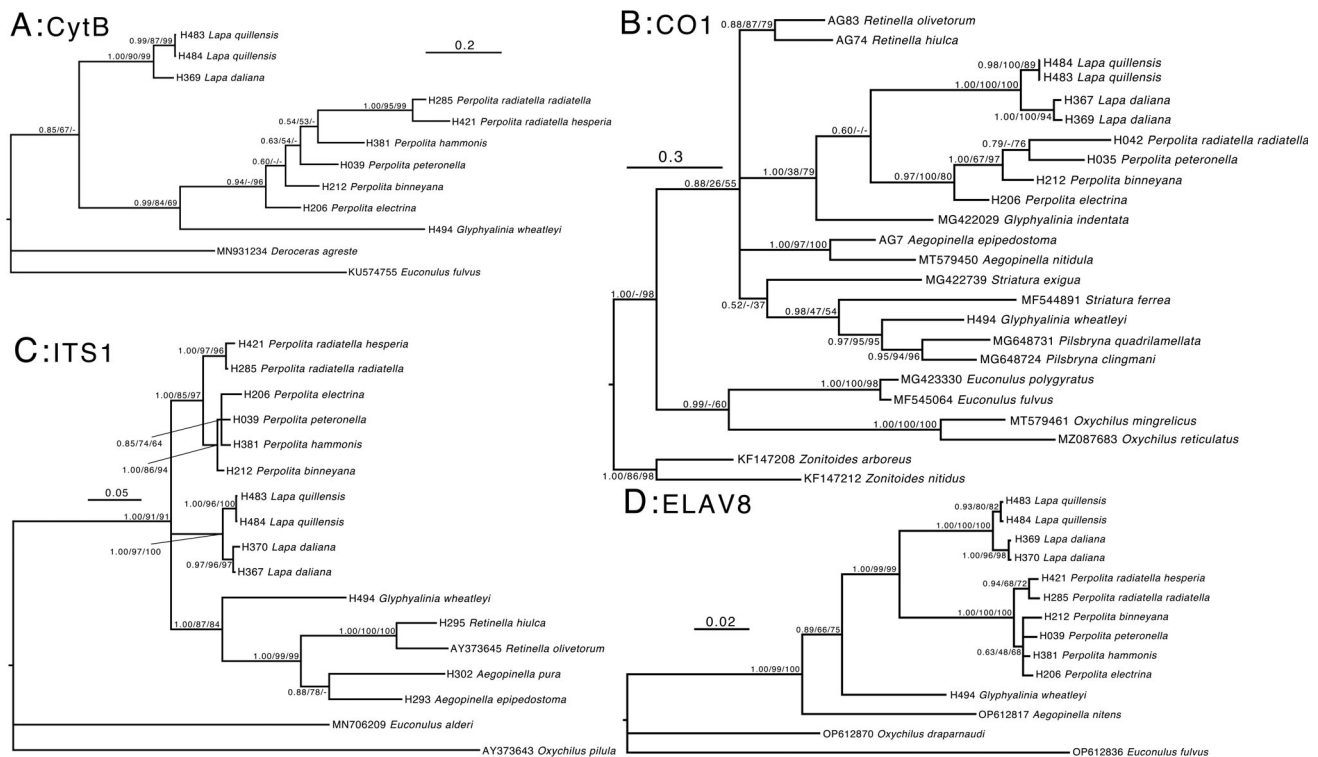 A:CytB
0.99/87/99
H483 Lapa quillensis
1.00/90/99
H484 Lapa quillensis
H369 Lapa daliana
0.2
H285 Perpolita radiatella radiatella
1.00/95/99
H421 Perpolita radiatella hesperia
0.54/53/-
0.85/67/-
0.63/54/-
H381 Perpolita hammonis
0.60/-/-
H039 Perpolita peteronella
0.94/-/96
H212 Perpolita binneyana
0.99/84/69
H206 Perpolita electrina
H494 Glyphyalinia wheatleyi
MN931234 Deroceras agreste
KU574755 Euconulus fulvus
B:CO1
0.88/87/79
AG83 Retinella olivetorum
AG74 Retinella hiulca
0.98/100/89
H484 Lapa quillensis
H483 Lapa quillensis
1.00/100/100
H367 Lapa daliana
1.00/100/94
H369 Lapa daliana
0.60/-/-
0.79/-/76
H042 Perpolita radiatella radiatella
0.3
1.00/67/97
H035 Perpolita peteronella
1.00/38/79
0.97/100/80
H212 Perpolita binneyana
0.88/26/55
H206 Perpolita electrina
MG422029 Glyphyalinia indentata
1.00/97/100
AG7 Aegopinella epipedostoma
MT579450 Aegopinella nitidula
MG422739 Striatura exigua
1.00/-/98
0.52/-/37
MF544891 Striatura ferrea
0.98/47/54
H494 Glyphyalinia wheatleyi
0.97/95/95
MG648731 Pilsbryna quadrilamellata
0.95/94/96
MG648724 Pilsbryna clingmani
1.00/100/98
MG423330 Euconulus polygyratus
MF545064 Euconulus fulvus
0.99/-/60
MT579461 Oxychilus mingrelicus
1.00/100/100
MZ087683 Oxychilus reticulatus
KF147208 Zonitoides arboreus
1.00/86/98
KF147212 Zonitoides nitidus
C:ITS1
1.00/97/96
H421 Perpolita radiatella hesperia
H285 Perpolita radiatella radiatella
1.00/85/97
H206 Perpolita electrina
H039 Perpolita peteronella
0.85/74/64
H381 Perpolita hammonis
1.00/86/94
H212 Perpolita binneyana
0.05
H483 Lapa quillensis
1.00/96/100
1.00/91/91
H484 Lapa quillensis
1.00/97/100
H370 Lapa daliana
0.97/96/97
H367 Lapa daliana
H494 Glyphyalinia wheatleyi
1.00/87/84
H295 Retinella hiulca
1.00/100/100
AY373645 Retinella olivetorum
1.00/99/99
H302 Aegopinella pura
0.88/78/-
H293 Aegopinella epipedostoma
MN706209 Euconulus alderi
AY373643 Oxychilus pilula
D:ELAV8
H483 Lapa quillensis
0.93/80/82
H484 Lapa quillensis
1.00/100/100
H369 Lapa daliana
1.00/96/98
H370 Lapa daliana
1.00/99/99
H421 Perpolita radiatella hesperia
0.94/68/72
H285 Perpolita radiatella radiatella
1.00/100/100
H212 Perpolita binneyana
0.02
0.89/66/75
H039 Perpolita peteronella
0.63/48/68
H381 Perpolita hammonis
1.00/99/100
H206 Perpolita electrina
H494 Glyphyalinia wheatleyi
OP612817 Aegopinella nitens
OP612870 Oxychilus draparnaudi
OP612836 Euconulus fulvus